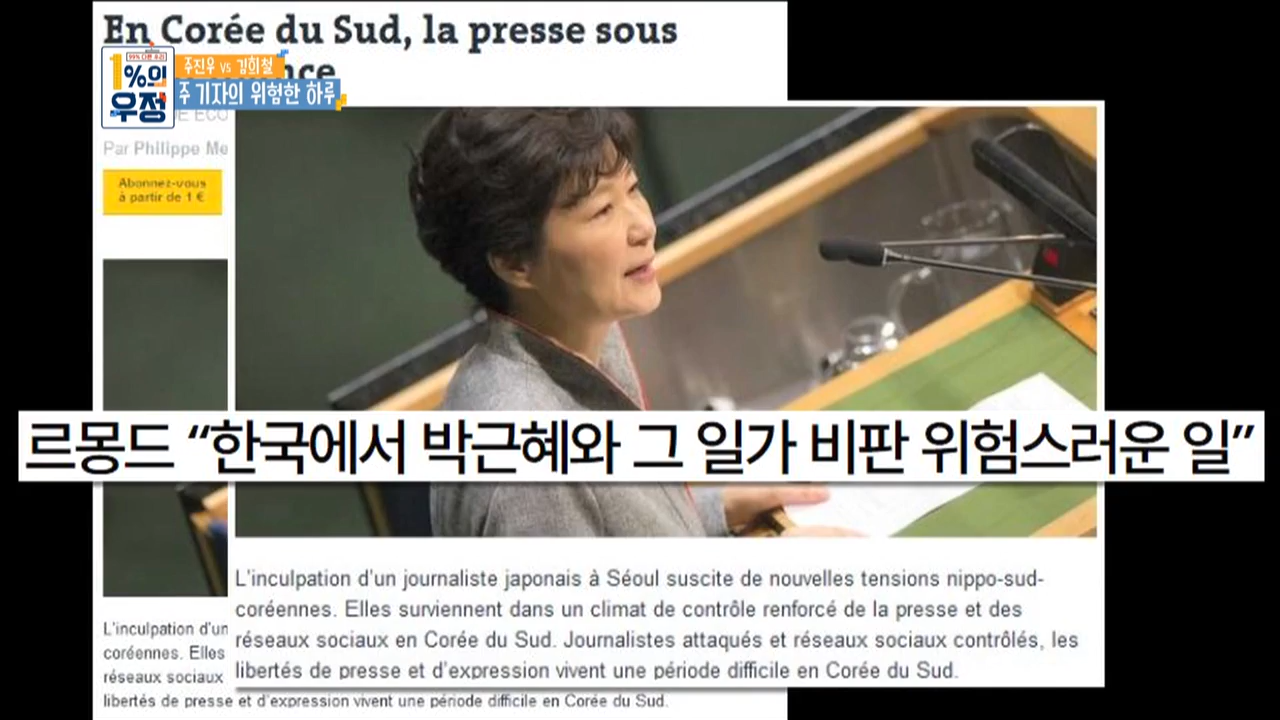 En Corée du Sud, la presse sous
99% 다른 우리
1%의
우정
주진우 vs 김희철
주 기자의 위험한 하루
Par Philippe Me
Abonnez-vous
à partir de 1 €
르몽드 “한국에서 박근혜와 그 일가 비판 위험스러운 일”
L'inculpation d'un journaliste japonais à Séoul suscite de nouvelles tensions nippo-sud-
coréennes. Elles surviennent dans un climat de contrôle renforcé de la presse et des
réseaux sociaux en Corée du Sud. Journalistes attaqués et réseaux sociaux contrôlés, les
libertés de presse et d'expression vivent une période difficile en Corée du Sud.
L'inculpation d'un
coréennes. Elles
réseaux sociaux
libertés de presse et d'expression vivent une période difficile en Corée du Sud.